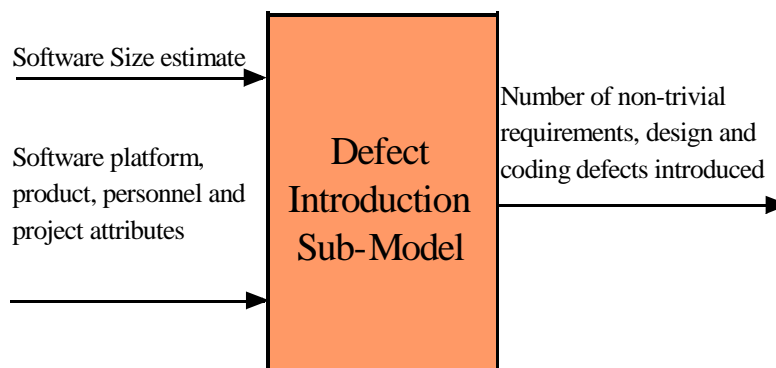 Software Size estimate
Software platform,
product, personnel and
project attributes
Defect
Introduction
Sub-Model
Number of non-trivial
requirements, design and
coding defects introduced